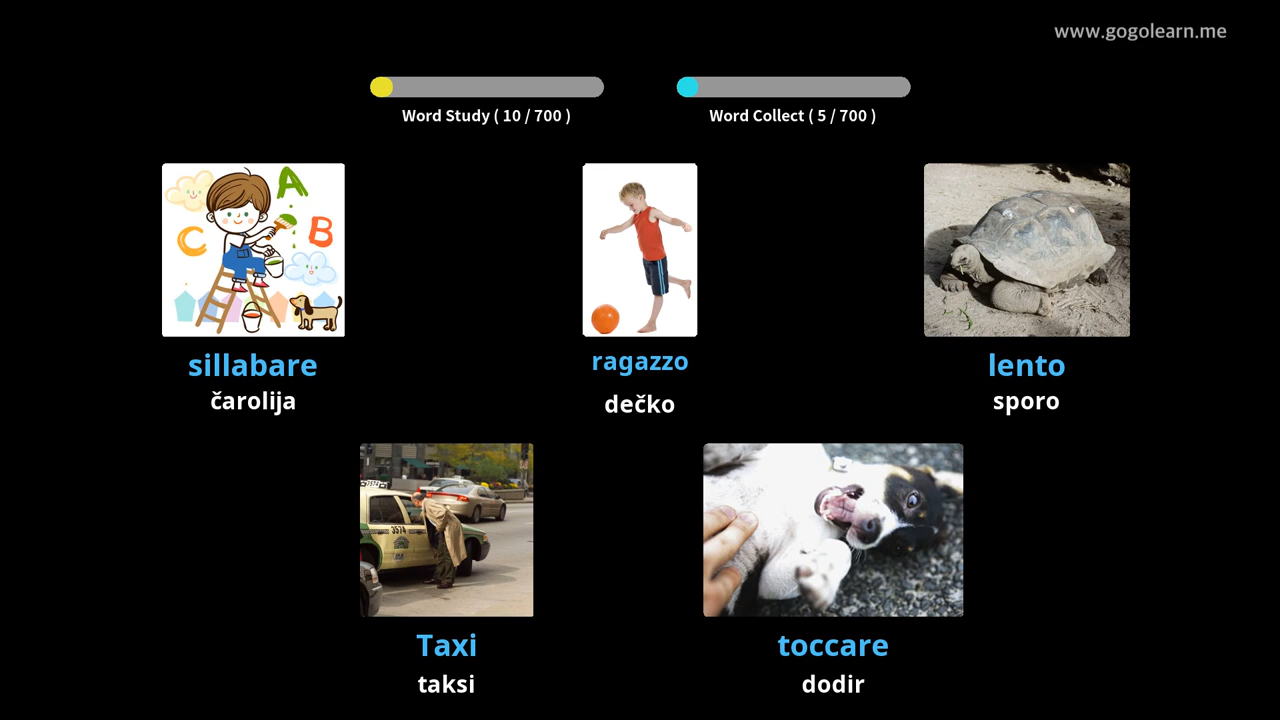 www.gogolearn.me
Word Study ( 10 / 700 )
Word Collect ( 5 / 700 )
A
B
C
sillabare
čarolija
ragazzo
dečko
lento
sporo
3574
Taxi
taksi
toccare
dodir